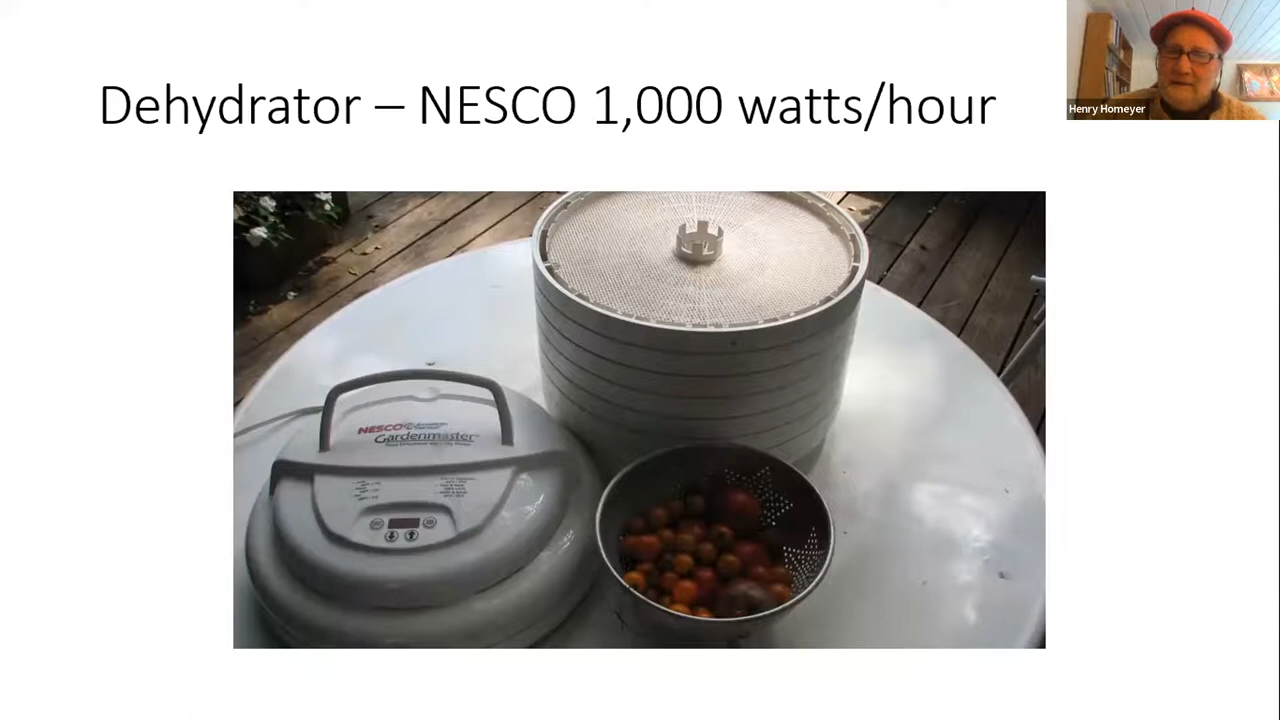 Dehydrator – NESCO 1,000 watts/hour
Henry Homeyer
NESCO
Gardenmaster